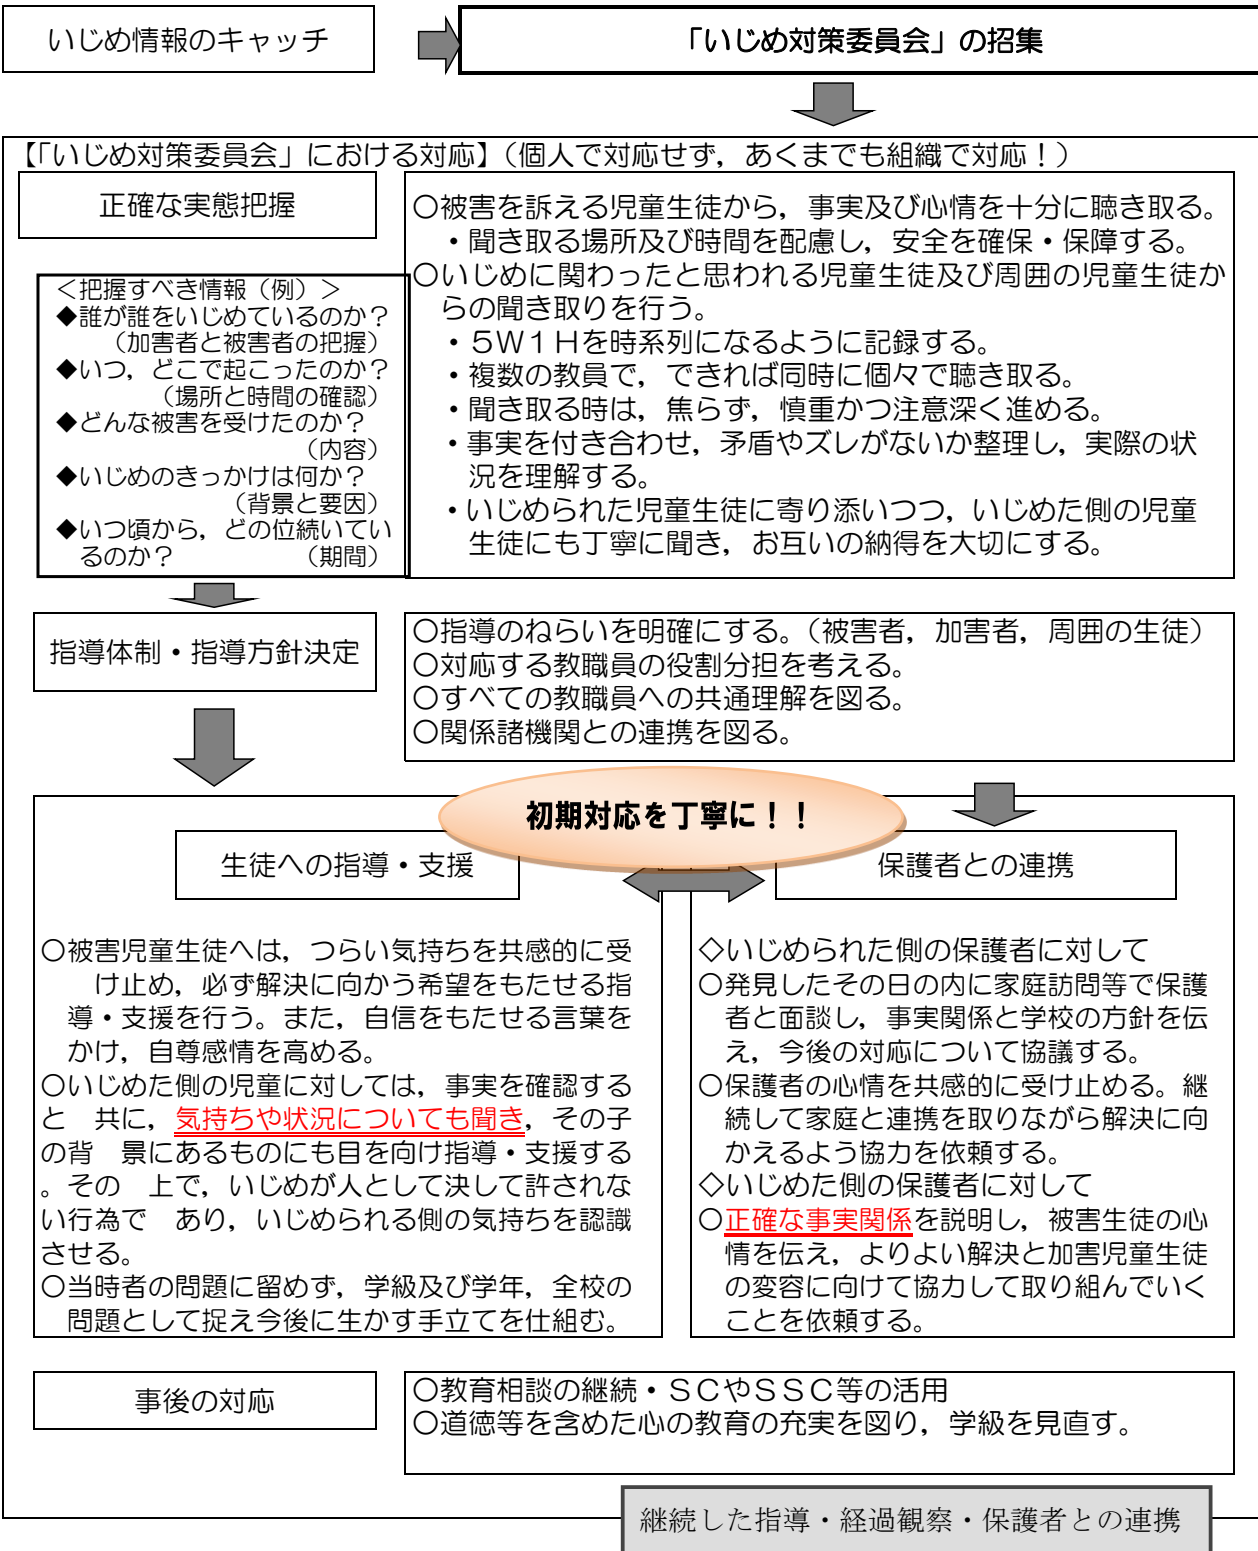 いじめ情報のキャッチ
「いじめ対策委員会」の招集
【「いじめ対策委員会」における対応】（個人で対応せず，あくまでも組織で対応！）
正確な実態把握
＜把握すべき情報（例）＞
◆誰が誰をいじめているのか？
（加害者と被害者の把握）
◆いつ，どこで起こったのか？
（場所と時間の確認）
◆どんな被害を受けたのか？
（内容）
◆いじめのきっかけは何か？
（背景と要因）
◆いつ頃から，どの位続いてい
るのか？　（期間）
〇被害を訴える児童生徒から，事実及び心情を十分に聴き取る。
・聞き取る場所及び時間を配慮し，安全を確保・保障する。
〇いじめに関わったと思われる児童生徒及び周囲の児童生徒か
らの聞き取りを行う。
・５Ｗ１Ｈを時系列になるように記録する。
・複数の教員で，できれば同時に個々で聴き取る。
・聞き取る時は，焦らず，慎重かつ注意深く進める。
・事実を付き合わせ，矛盾やズレがないか整理し，実際の状
況を理解する。
・いじめられた児童生徒に寄り添いつつ，いじめた側の児童
生徒にも丁寧に聞き，お互いの納得を大切にする。
指導体制・指導方針決定
〇指導のねらいを明確にする。（被害者，加害者，周囲の生徒）
〇対応する教職員の役割分担を考える。
〇すべての教職員への共通理解を図る。
〇関係諸機関との連携を図る。
初期対応を丁寧に！！
生徒への指導・支援
〇被害児童生徒へは，つらい気持ちを共感的に受
け止め，必ず解決に向かう希望をもたせる指
導・支援を行う。また，自信をもたせる言葉を
かけ，自尊感情を高める。
〇いじめた側の児童に対しては，事実を確認する
と　共に，気持ちや状況についても聞き，その子
の背　景にあるものにも目を向け指導・支援する
。その　上で，いじめが人として決して許されな
い行為で　あり，いじめられる側の気持ちを認識
させる。
〇当時者の問題に留めず，学級及び学年，全校の
問題として捉え今後に生かす手立てを仕組む。
保護者との連携
◇いじめられた側の保護者に対して
〇発見したその日の内に家庭訪問等で保護
者と面談し，事実関係と学校の方針を伝
え，今後の対応について協議する。
〇保護者の心情を共感的に受け止める。継
続して家庭と連携を取りながら解決に向
かえるよう協力を依頼する。
◇いじめた側の保護者に対して
〇正確な事実関係を説明し，被害生徒の心
情を伝え，よりよい解決と加害児童生徒
の変容に向けて協力して取り組んでいく
ことを依頼する。
事後の対応
〇教育相談の継続・ＳＣやＳＳＣ等の活用
〇道徳等を含めた心の教育の充実を図り，学級を見直す。
継続した指導・経過観察・保護者との連携